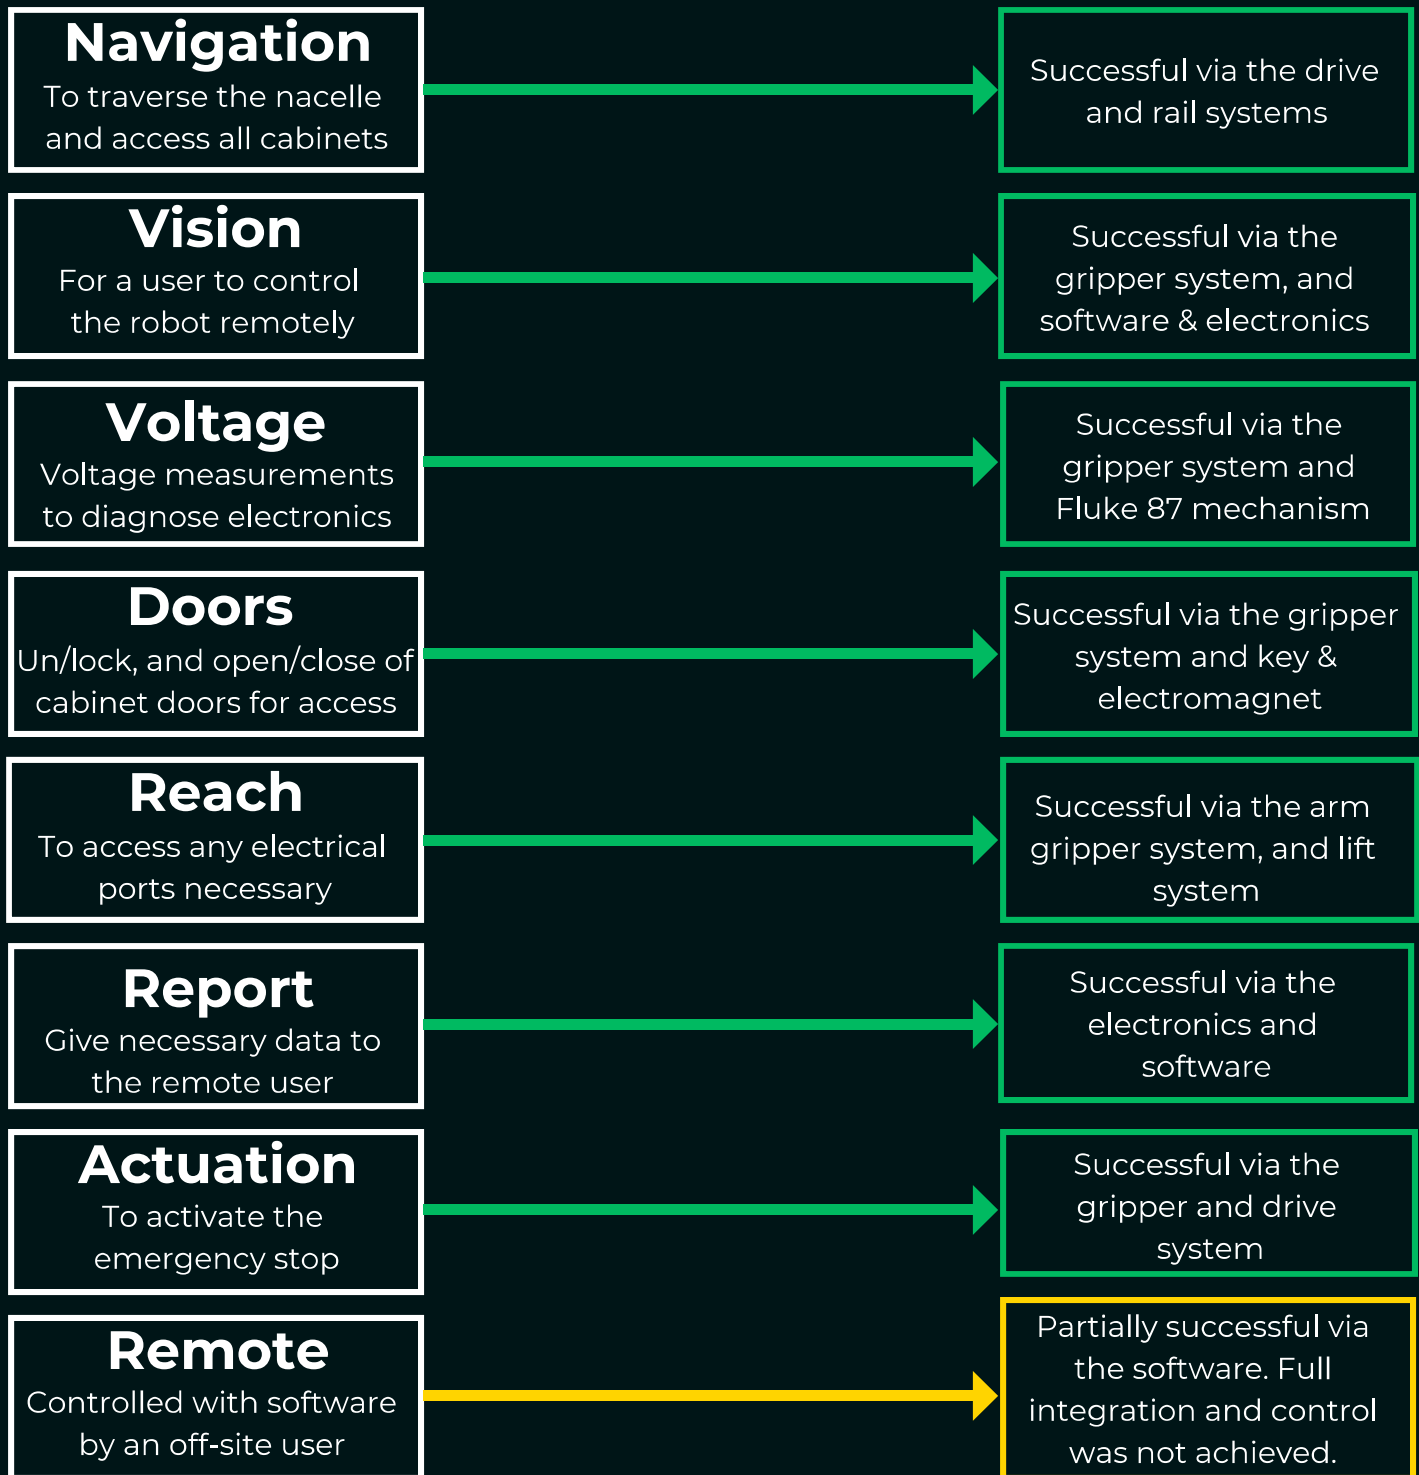 Navigation
To traverse the nacelle
and access all cabinets
Successful via the drive
and rail systems
Vision
For a user to control
the robot remotely
Successful via the
gripper system, and
software & electronics
Voltage
Voltage measurements
to diagnose electronics
Successful via the
gripper system and
Fluke 87 mechanism
Doors
Un/lock, and open/close of
cabinet doors for access
Successful via the gripper
system and key &
electromagnet
Reach
To access any electrical
ports necessary
Successful via the arm
gripper system, and lift
system
Report
Give necessary data to
the remote user
Successful via the
electronics and
software
Actuation
To activate the
emergency stop
Successful via the
gripper and drive
system
Remote
Controlled with software
by an off-site user
Partially successful via
the software. Full
integration and control
was not achieved.